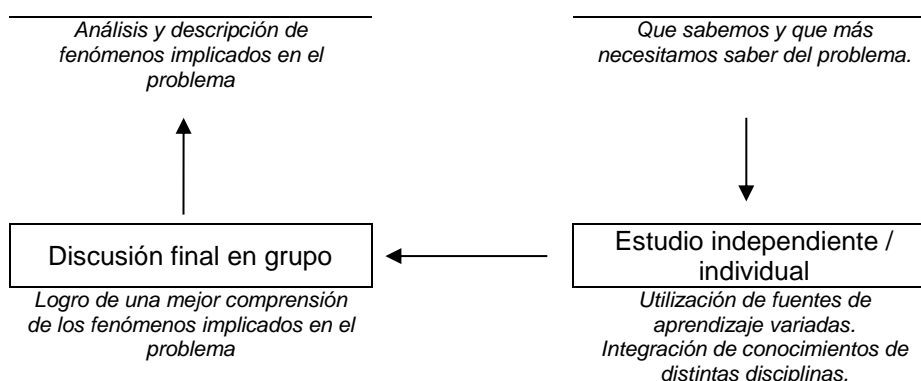 Análisis y descripción de
fenómenos implicados en el
problema
Que sabemos y que más
necesitamos saber del problema.
Discusión final en grupo
Logro de una mejor comprensión
de los fenómenos implicados en el
problema
Estudio independiente /
individual
Utilización de fuentes de
aprendizaje variadas.
Integración de conocimientos de
distintas disciplinas.